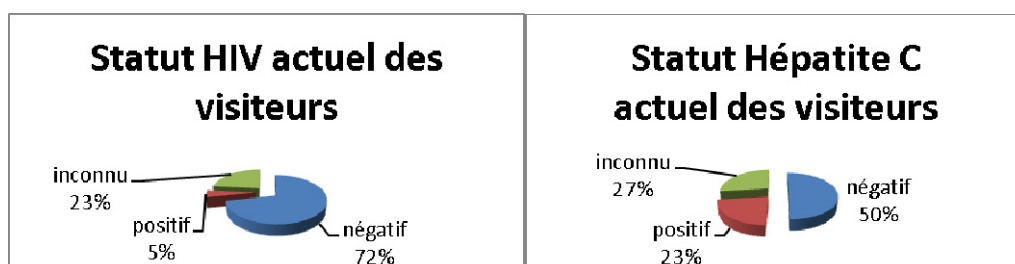 Statut HIV actuel des
visiteurs
inconnu
23%
positif
5%
négatif
72%
Statut Hépatite C
actuel des visiteurs
inconnu
27%
négatif
50%
positif
23%